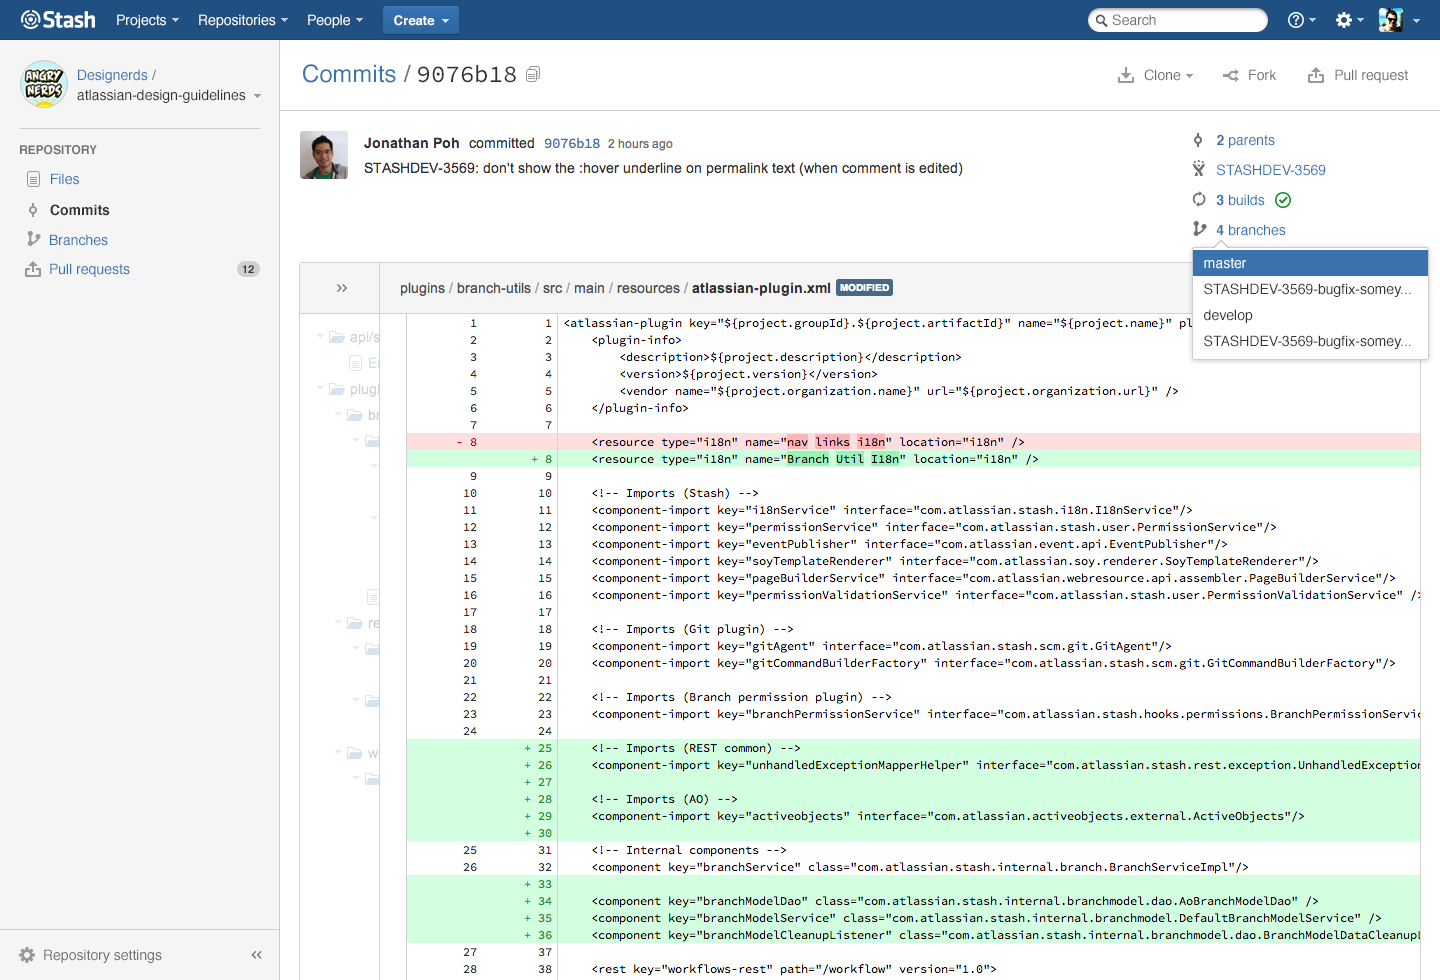 Stash Projects Repositories People Create Search
ANGRY NERDS
Designerds /
atlassian-design-guidelines
Commits / 9076b18
Clone Fork Pull request
REPOSITORY
Files
Commits
Branches
Pull requests 12
Jonathan Poh committed 9076b18 2 hours ago
STASHDEV-3569: don't show the :hover underline on permalink text (when comment is edited)
2 parents
STASHDEV-3569
3 builds
4 branches
master
STASHDEV-3569-bugfix-somey...
develop
STASHDEV-3569-bugfix-somey...
plugins / branch-utils / src / main / resources / atlassian-plugin.xml MODIFIED
api/s
En
plugi
br
re
w
1 1 <atlassian-plugin key="${project.groupId}.${project.artifactId}" name="${project.name}" pl
2 2 <plugin-info>
3 3 <description>${project.description}</description>
4 4 <version>${project.version}</version>
5 5 <vendor name="${project.organization.name}" url="${project.organization.url}" />
6 6 </plugin-info>
7 7
- 8 <resource type="i18n" name="nav links i18n" location="i18n" />
+ 8 <resource type="i18n" name="Branch Util I18n" location="i18n" />
9 9
10 10 <!-- Imports (Stash) -->
11 11 <component-import key="i18nService" interface="com.atlassian.stash.i18n.I18nService"/>
12 12 <component-import key="permissionService" interface="com.atlassian.stash.user.PermissionService"/>
13 13 <component-import key="eventPublisher" interface="com.atlassian.event.api.EventPublisher"/>
14 14 <component-import key="soyTemplateRenderer" interface="com.atlassian.soy.renderer.SoyTemplateRenderer"/>
15 15 <component-import key="pageBuilderService" interface="com.atlassian.webresource.api.assembler.PageBuilderService"/>
16 16 <component-import key="permissionValidationService" interface="com.atlassian.stash.user.PermissionValidationService" />
17 17
18 18 <!-- Imports (Git plugin) -->
19 19 <component-import key="gitAgent" interface="com.atlassian.stash.scm.git.GitAgent"/>
20 20 <component-import key="gitCommandBuilderFactory" interface="com.atlassian.stash.scm.git.GitCommandBuilderFactory"/>
21 21
22 22 <!-- Imports (Branch permission plugin) -->
23 23 <component-import key="branchPermissionService" interface="com.atlassian.stash.hooks.permissions.BranchPermissionServic
24 24
+ 25 <!-- Imports (REST common) -->
+ 26 <component-import key="unhandledExceptionMapperHelper" interface="com.atlassian.stash.rest.exception.UnhandledException
+ 27
+ 28 <!-- Imports (AO) -->
+ 29 <component-import key="activeobjects" interface="com.atlassian.activeobjects.external.ActiveObjects"/>
+ 30
25 31 <!-- Internal components -->
26 32 <component key="branchService" class="com.atlassian.stash.internal.branch.BranchServiceImpl"/>
+ 33
+ 34 <component key="branchModelDao" class="com.atlassian.stash.internal.branchmodel.dao.AoBranchModelDao" />
+ 35 <component key="branchModelService" class="com.atlassian.stash.internal.branchmodel.DefaultBranchModelService" />
+ 36 <component key="branchModelCleanupListener" class="com.atlassian.stash.internal.branchmodel.dao.BranchModelDataCleanupL
27 37
28 38 <rest key="workflows-rest" path="/workflow" version="1.0">
Repository settings